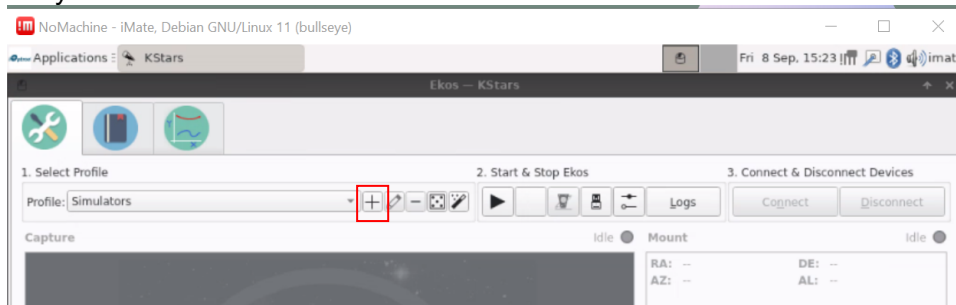 NoMachine - iMate, Debian GNU/Linux 11 (bullseye)
Applications KStars Fri 8 Sep, 15:23 imat
Ekos — KStars
1. Select Profile 2. Start & Stop Ekos 3. Connect & Disconnect Devices
Profile: Simulators Logs Connect Disconnect
Capture Idle Mount Idle
RA: -- DE: --
AZ: -- AL: --